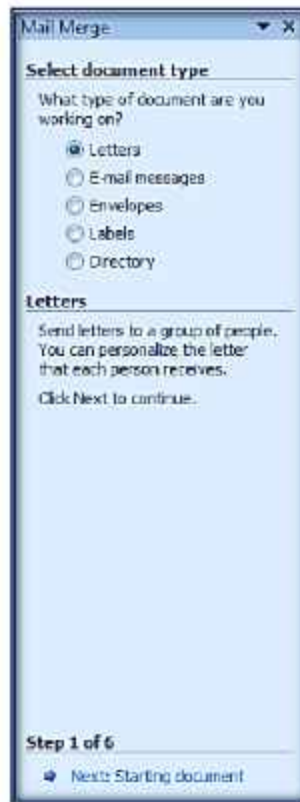 Mail Merge
Select document type
What type of document are you
working on?
Letters
E-mail messages
Envelopes
Labels
Directory
Letters
Send letters to a group of people.
You can personalize the letter
that each person receives.
Click Next to continue.
Step 1 of 6
Next: Starting document